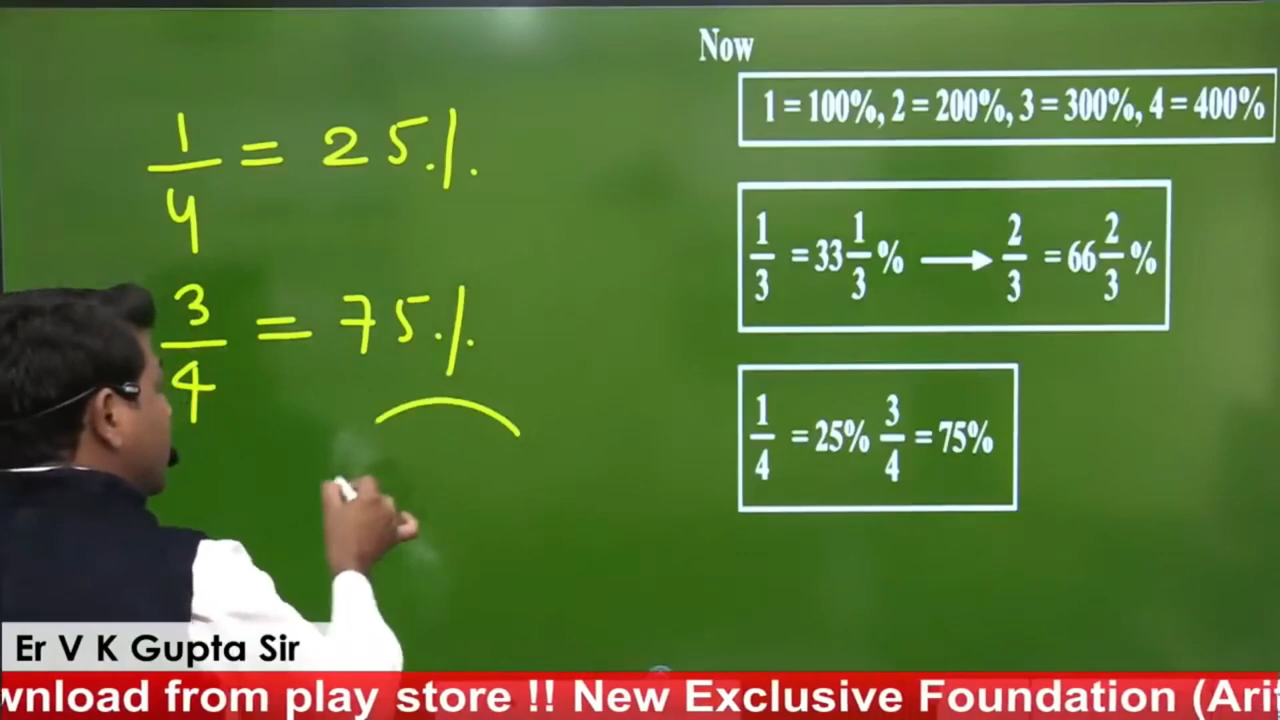 1/4 = 25%
3/4 = 75%
Now
1 = 100%, 2 = 200%, 3 = 300%, 4 = 400%
1/3 = 33 1/3 % → 2/3 = 66 2/3 %
1/4 = 25% 3/4 = 75%
Er V K Gupta Sir
wnload from play store !! New Exclusive Foundation (Ari